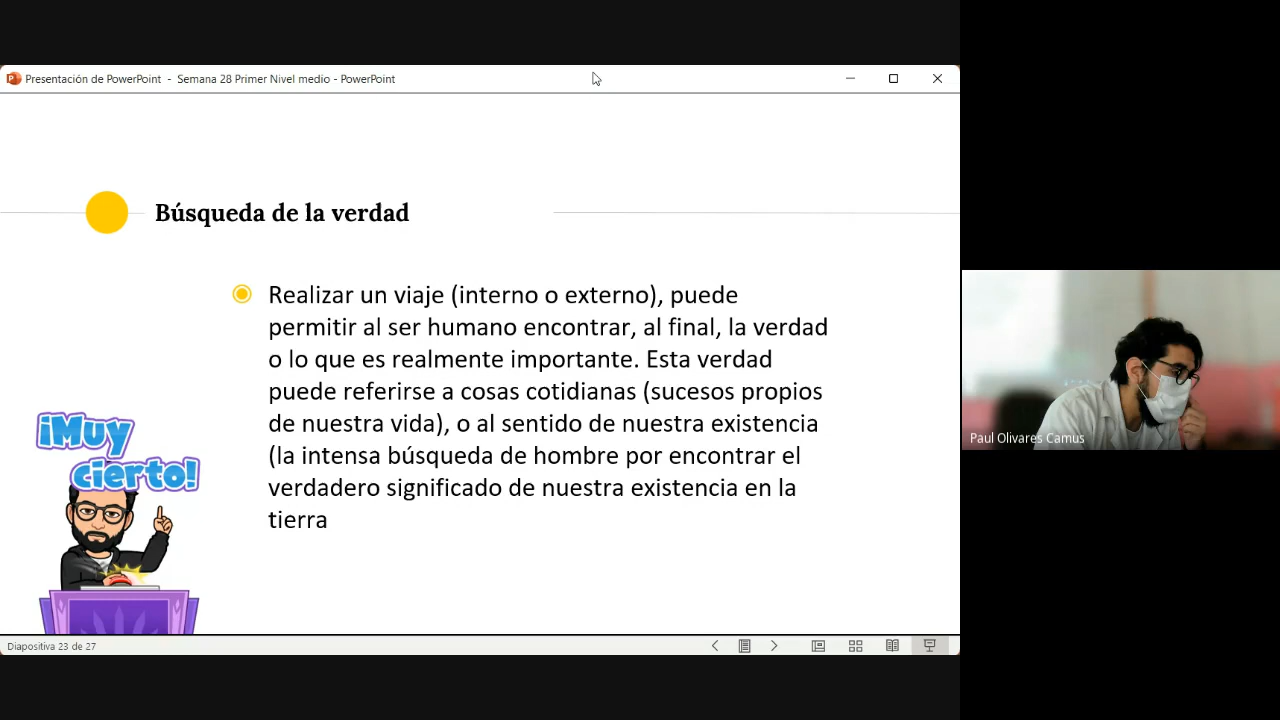 Presentación de PowerPoint - Semana 28 Primer Nivel medio - PowerPoint
Búsqueda de la verdad
Realizar un viaje (interno o externo), puede
permitir al ser humano encontrar, al final, la verdad
o lo que es realmente importante. Esta verdad
puede referirse a cosas cotidianas (sucesos propios
de nuestra vida), o al sentido de nuestra existencia
(la intensa búsqueda de hombre por encontrar el
verdadero significado de nuestra existencia en la
tierra
¡Muy
cierto!
Paul Olivares Camus
Diapositiva 23 de 27